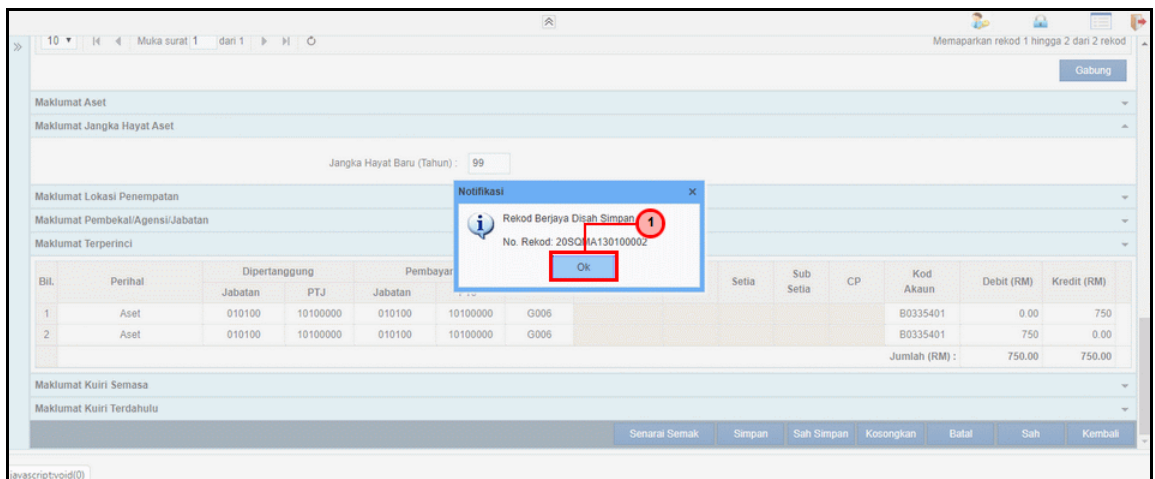 10 Muka surat 1 dari 1 Memaparkan rekod 1 hingga 2 dari 2 rekod
Gabung
Maklumat Aset
Maklumat Jangka Hayat Aset
Jangka Hayat Baru (Tahun) : 99
Maklumat Lokasi Penempatan
Maklumat Pembekal/Agensi/Jabatan
Maklumat Terperinci
Notifikasi x
Rekod Berjaya Disah Simpan
1
No. Rekod: 20SQMA130100002
Ok
Bil. Perihal Dipertanggung Setia Sub Setia CP Kod Akaun Debit (RM) Kredit (RM)
Jabatan PTJ Jabatan
1 Aset 010100 10100000 010100 10100000 G006 B0335401 0.00 750
2 Aset 010100 10100000 010100 10100000 G006 B0335401 750 0.00
Jumlah (RM) : 750.00 750.00
Maklumat Kuiri Semasa
Maklumat Kuiri Terdahulu
Senarai Semak Simpan Sah Simpan Kosongkan Batal Sah Kembali
javascript:void(0)